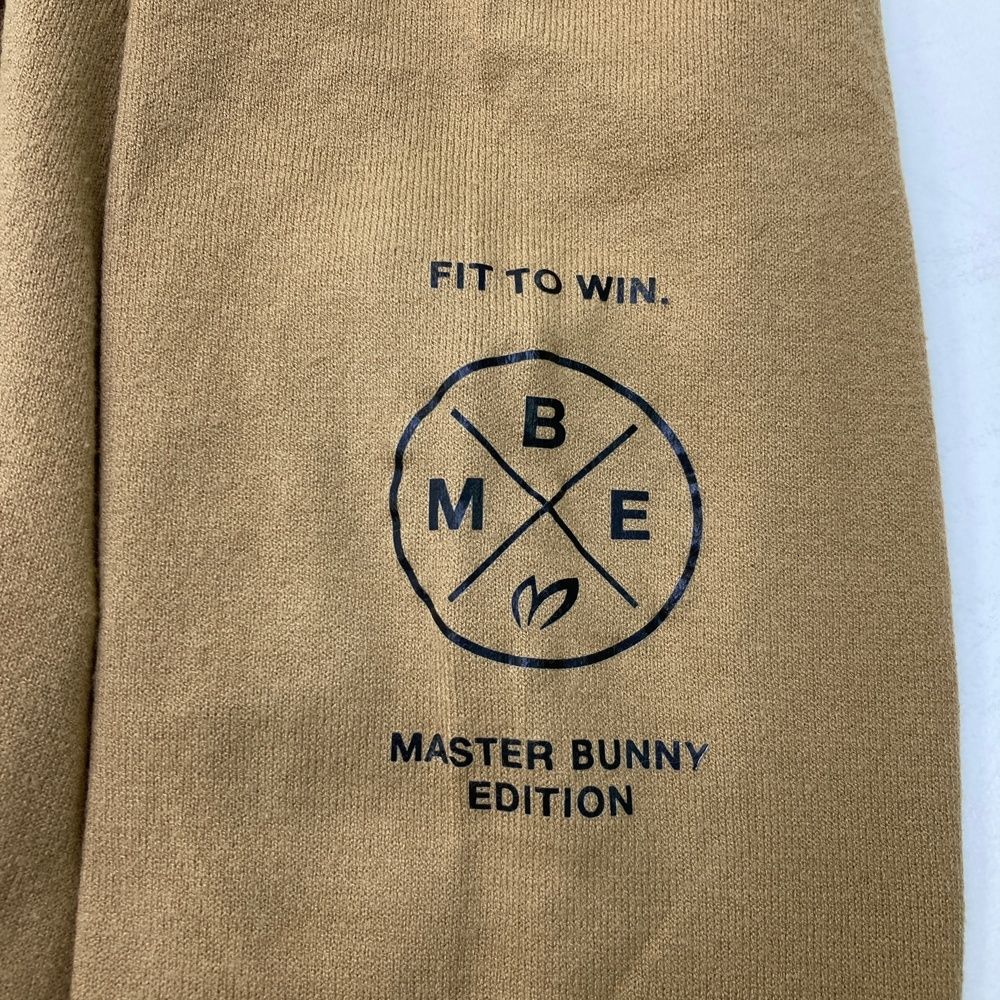 FIT TO WIN.
B
M E
MASTER BUNNY
EDITION